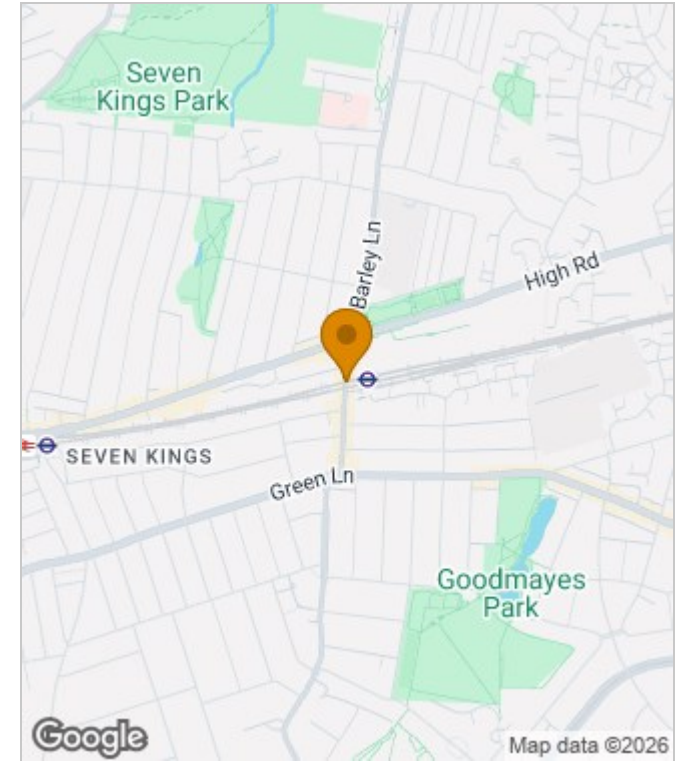 Seven
Kings Park
Barley Ln
High Rd
SEVEN KINGS
Green Ln
Goodmayes
Park
Google
Map data ©2026